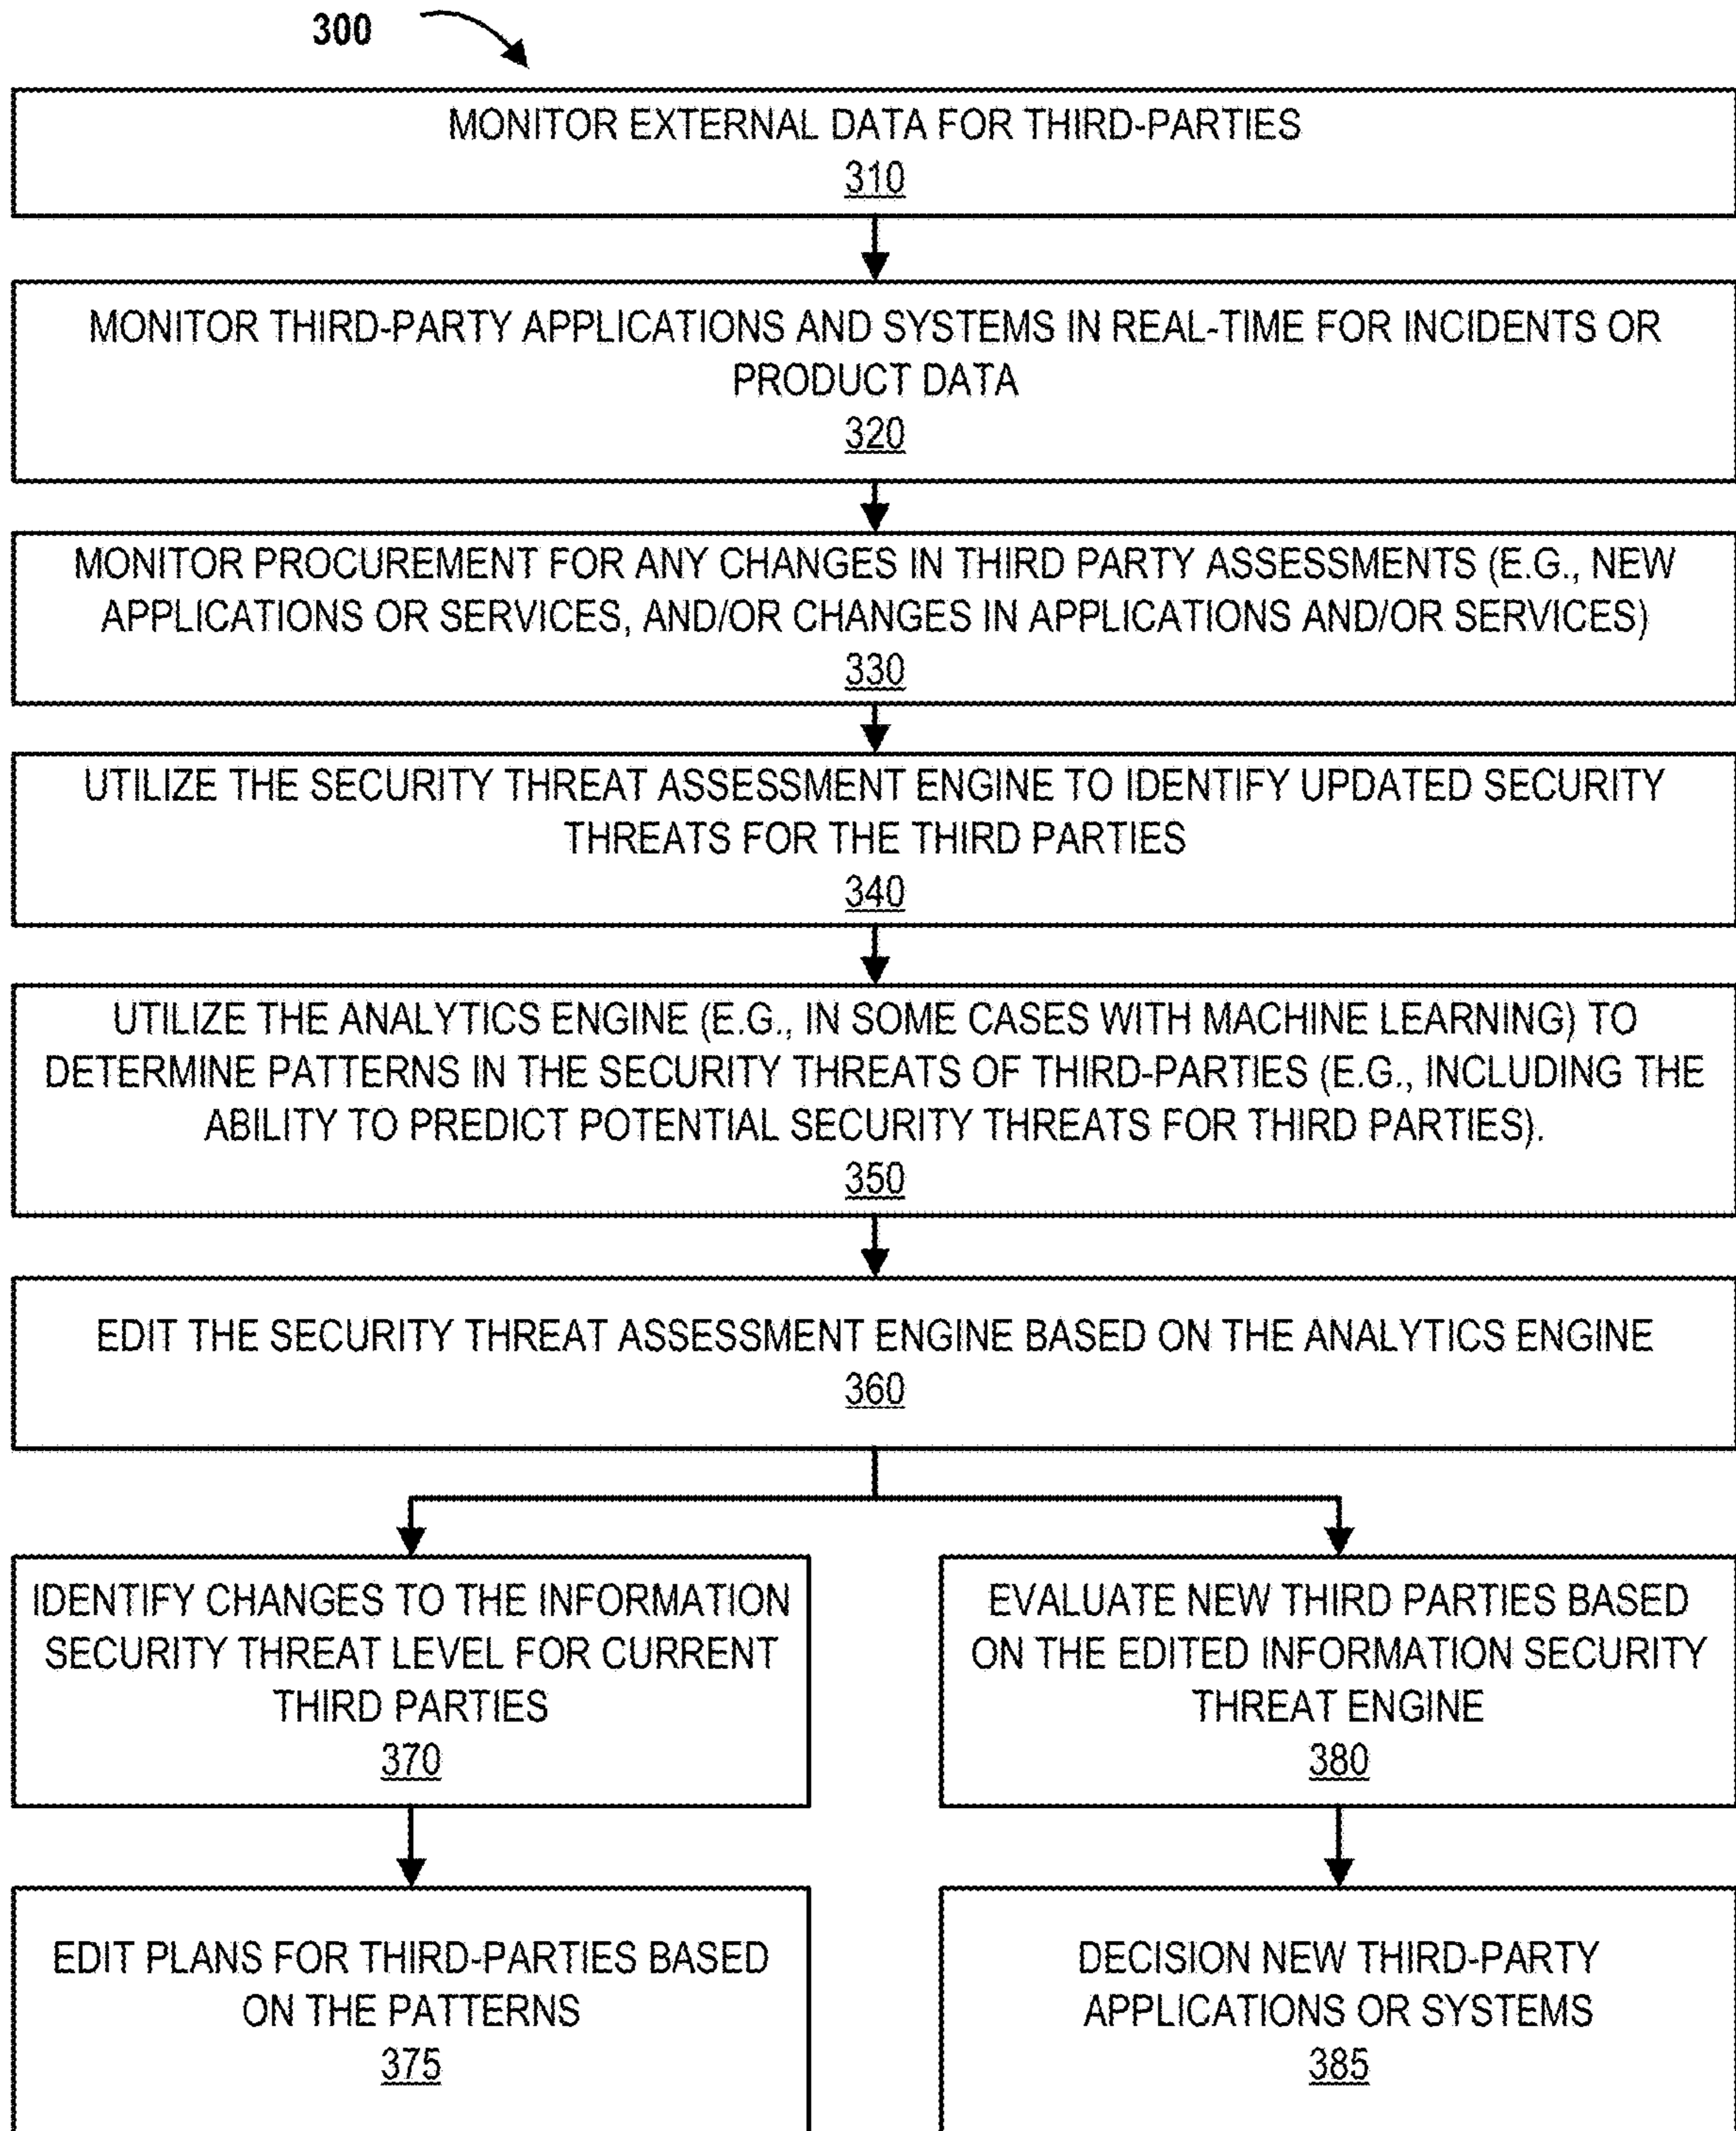 300
MONITOR EXTERNAL DATA FOR THIRD-PARTIES
310
MONITOR THIRD-PARTY APPLICATIONS AND SYSTEMS IN REAL-TIME FOR INCIDENTS OR
PRODUCT DATA
320
MONITOR PROCUREMENT FOR ANY CHANGES IN THIRD PARTY ASSESSMENTS (E.G., NEW
APPLICATIONS OR SERVICES, AND/OR CHANGES IN APPLICATIONS AND/OR SERVICES)
330
UTILIZE THE SECURITY THREAT ASSESSMENT ENGINE TO IDENTIFY UPDATED SECURITY
THREATS FOR THE THIRD PARTIES
340
UTILIZE THE ANALYTICS ENGINE (E.G., IN SOME CASES WITH MACHINE LEARNING) TO
DETERMINE PATTERNS IN THE SECURITY THREATS OF THIRD-PARTIES (E.G., INCLUDING THE
ABILITY TO PREDICT POTENTIAL SECURITY THREATS FOR THIRD PARTIES).
350
EDIT THE SECURITY THREAT ASSESSMENT ENGINE BASED ON THE ANALYTICS ENGINE
360
IDENTIFY CHANGES TO THE INFORMATION
SECURITY THREAT LEVEL FOR CURRENT
THIRD PARTIES
370
EVALUATE NEW THIRD PARTIES BASED
ON THE EDITED INFORMATION SECURITY
THREAT ENGINE
380
EDIT PLANS FOR THIRD-PARTIES BASED
ON THE PATTERNS
375
DECISION NEW THIRD-PARTY
APPLICATIONS OR SYSTEMS
385